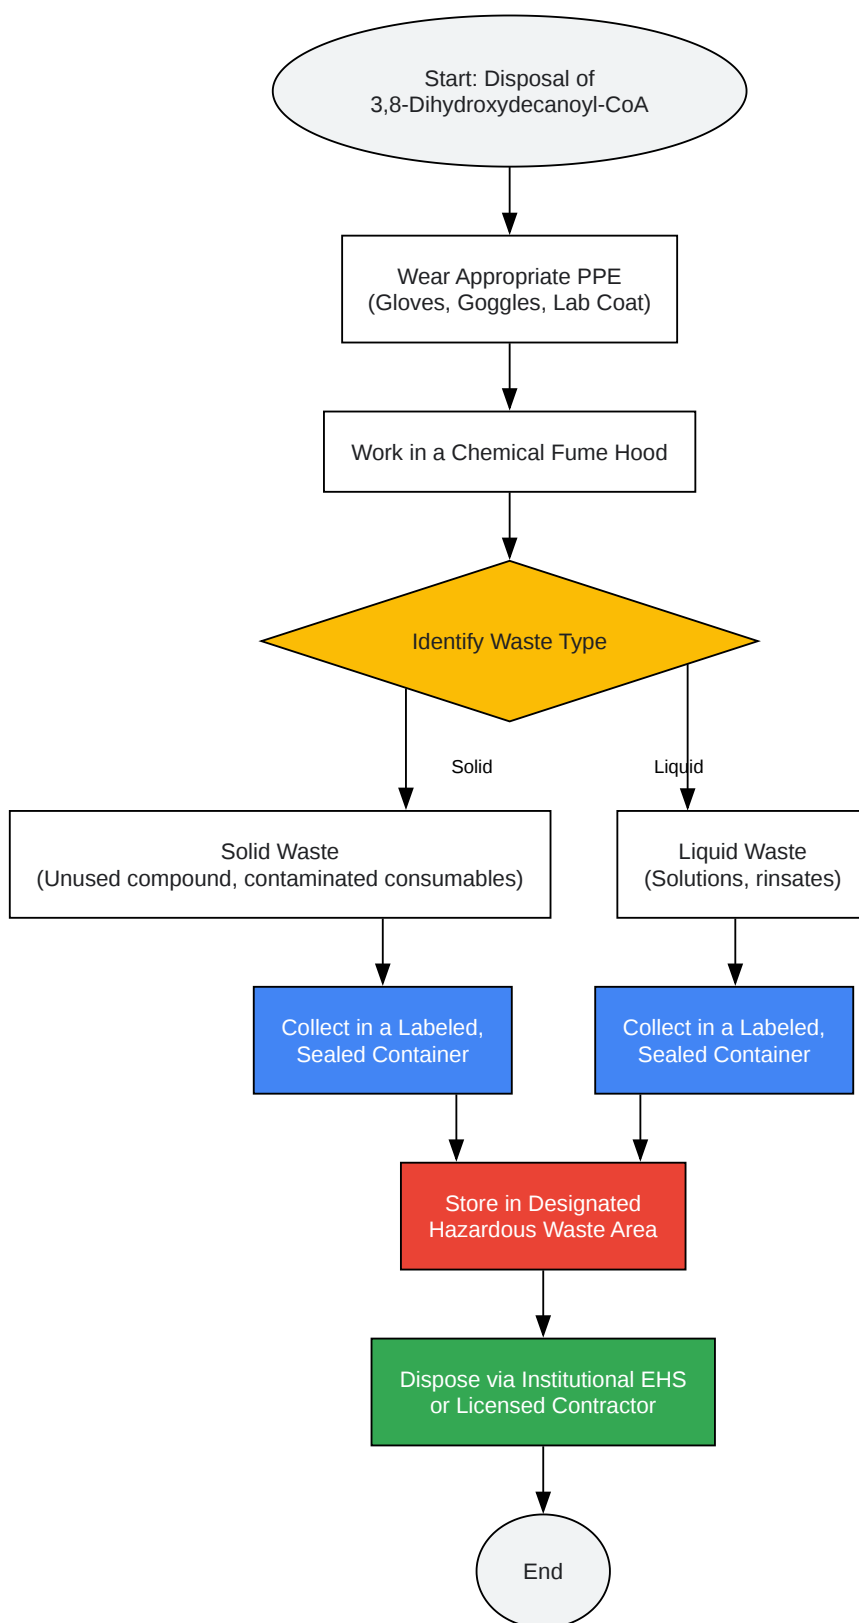 Start: Disposal of
3,8-Dihydroxydecanoyl-CoA
Wear Appropriate PPE
(Gloves, Goggles, Lab Coat)
Work in a Chemical Fume Hood
Identify Waste Type
Solid
Liquid
Solid Waste
(Unused compound, contaminated consumables)
Liquid Waste
(Solutions, rinsates)
Collect in a Labeled,
Sealed Container
Collect in a Labeled,
Sealed Container
Store in Designated
Hazardous Waste Area
Dispose via Institutional EHS
or Licensed Contractor
End